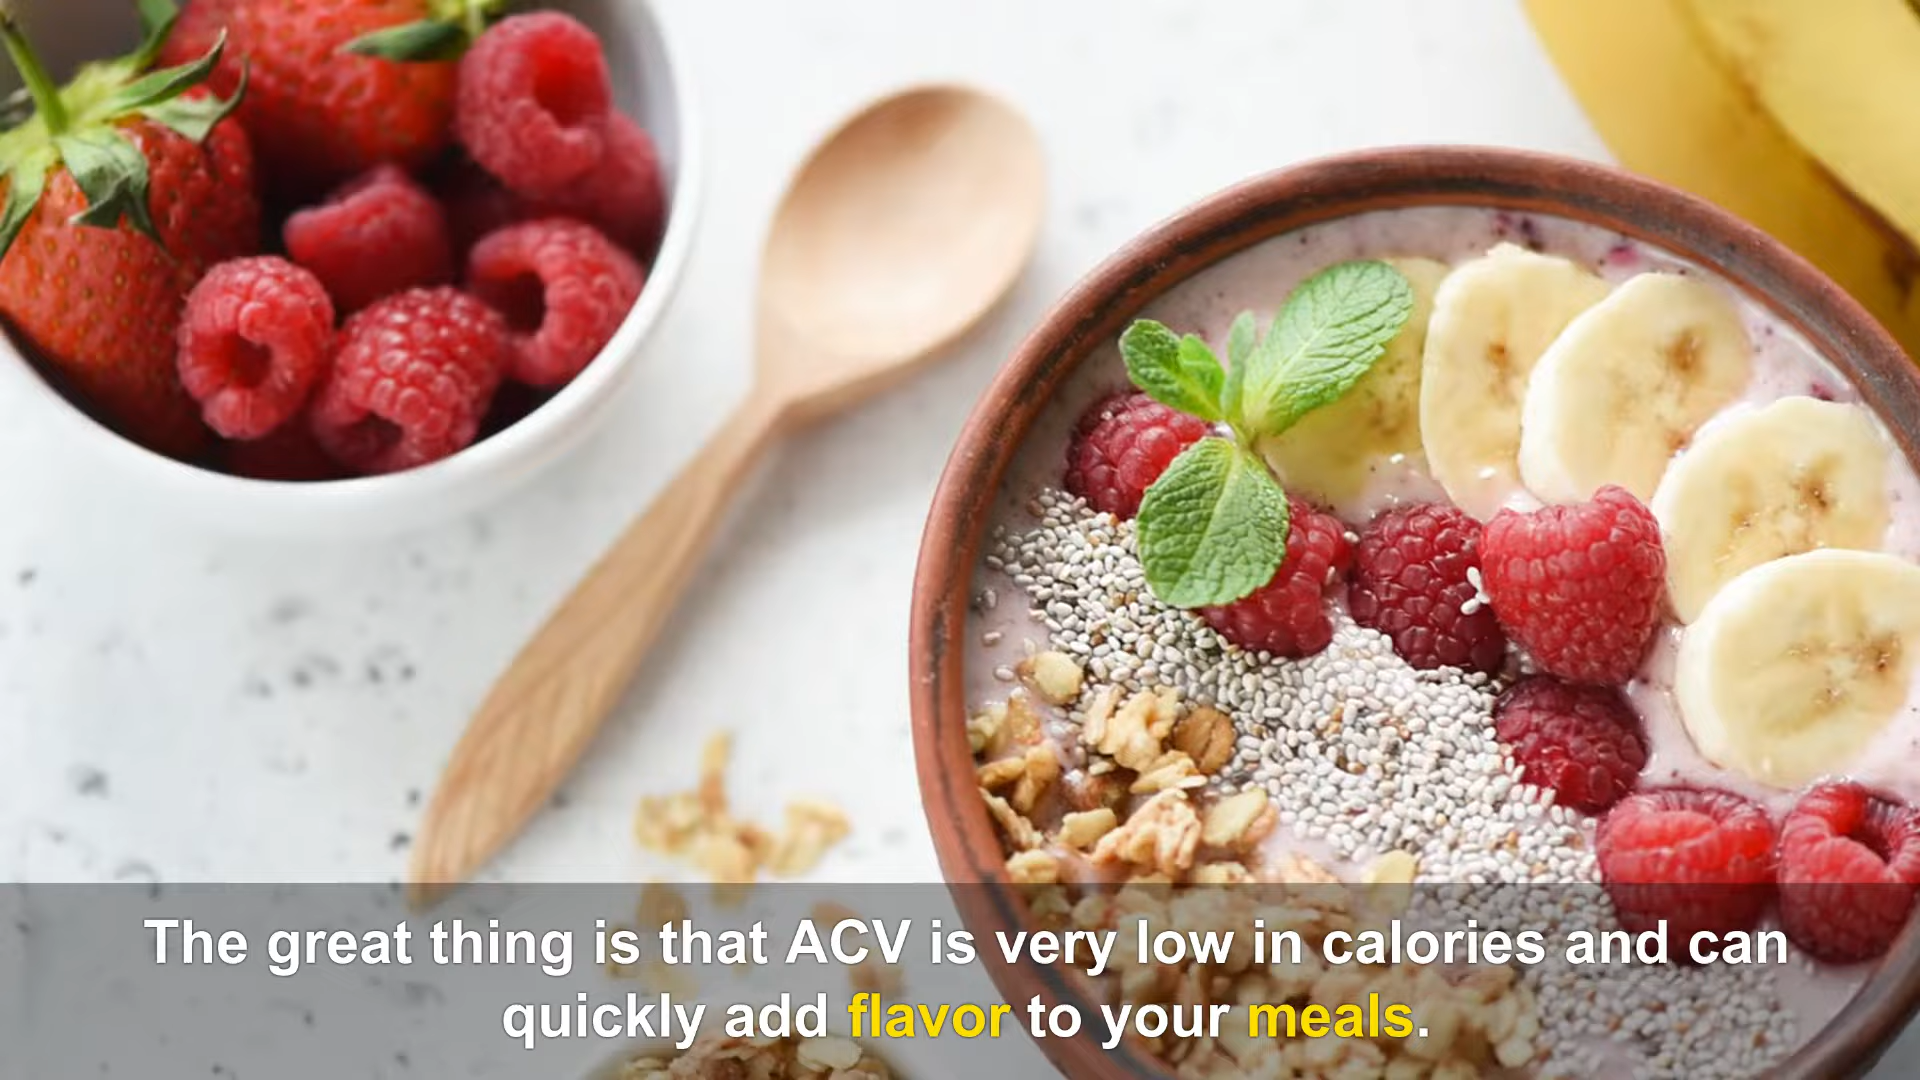 The great thing is that ACV is very low in calories and can
quickly add flavor to your meals.